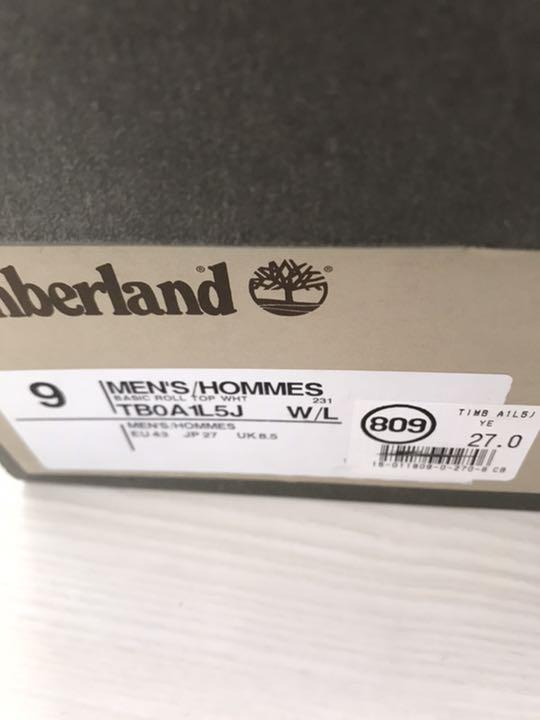 mberland®
9 MEN'S/HOMMES
BASIC ROLL TOP WHT 231
TB0A1L5J W/L
MEN'S/HOMMES
EU 43 JP 27 UK 8.5
809
TIMB A1L5J
YE
27.0